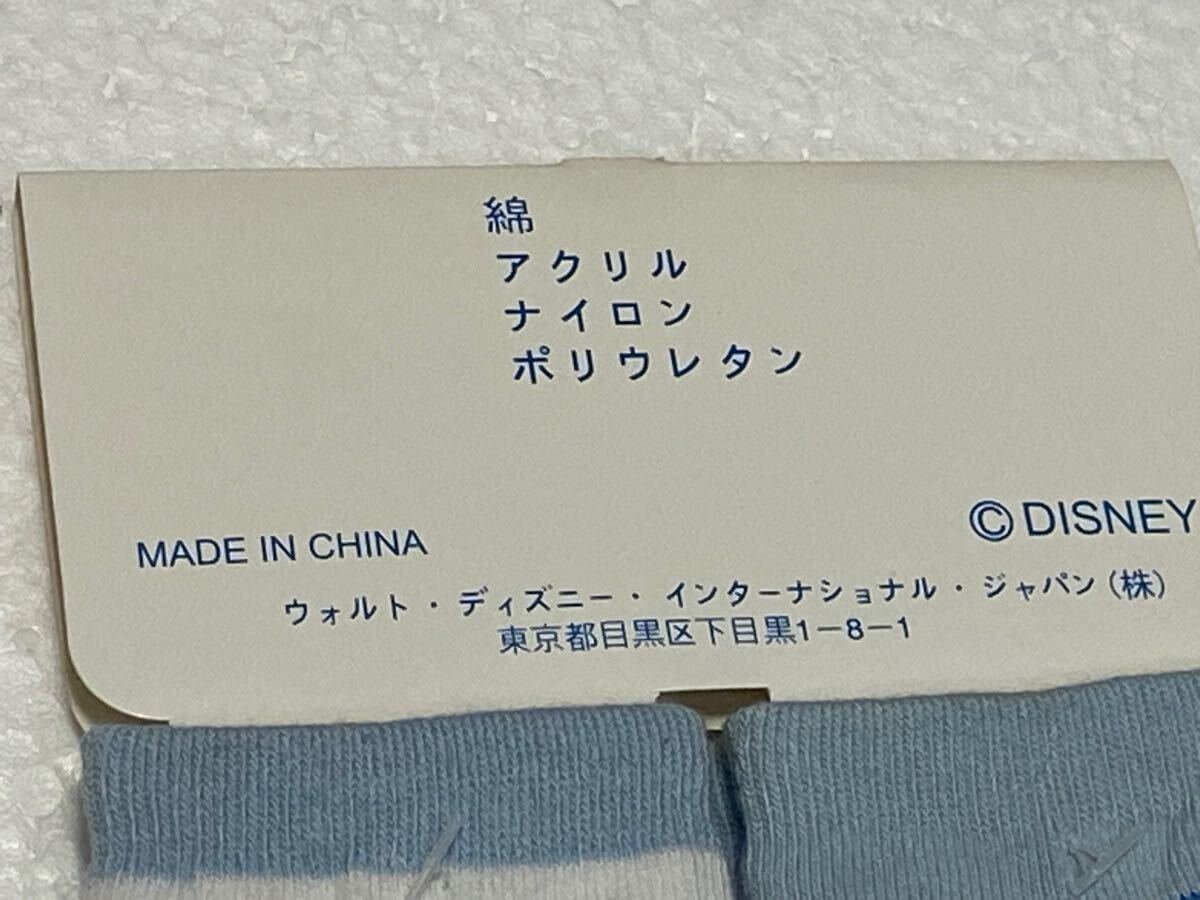 綿
アクリル
ナイロン
ポリウレタン
©DISNEY
MADE IN CHINA
ウォルト・ディズニー・インターナショナル・ジャパン(株)
東京都目黒区下目黒1-8-1